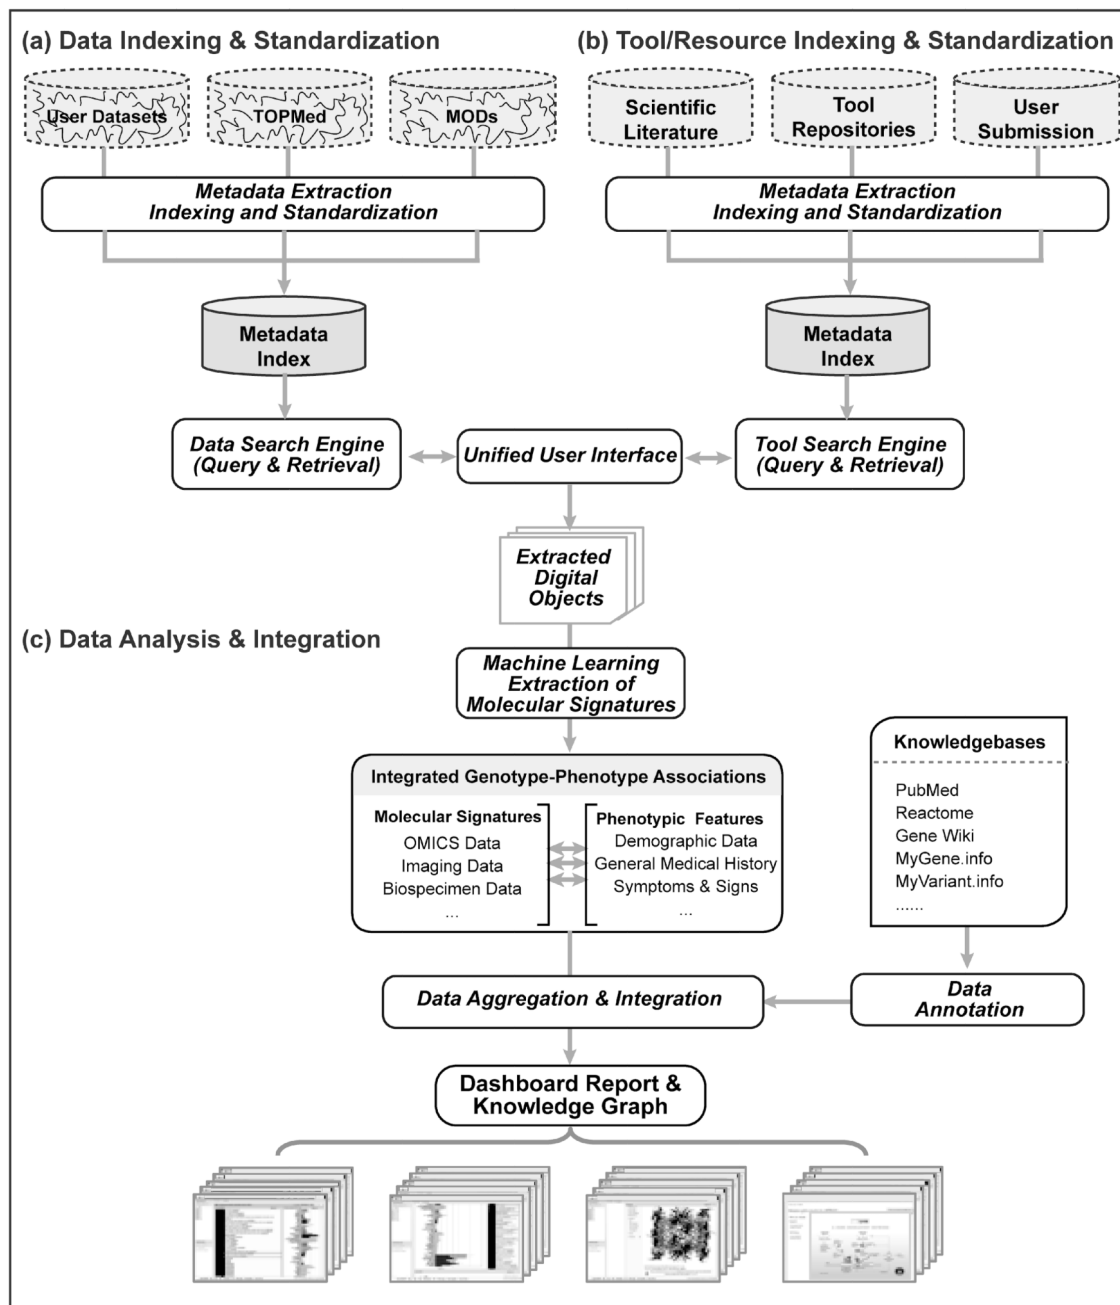 (a) Data Indexing & Standardization
(b) Tool/Resource Indexing & Standardization
User Datasets
TOPMed
MODs
Scientific
Literature
Tool
Repositories
User
Submission
Metadata Extraction
Indexing and Standardization
Metadata Extraction
Indexing and Standardization
Metadata
Index
Metadata
Index
Data Search Engine
(Query & Retrieval)
Unified User Interface
Tool Search Engine
(Query & Retrieval)
Extracted
Digital
Objects
(c) Data Analysis & Integration
Machine Learning
Extraction of
Molecular Signatures
Integrated Genotype-Phenotype Associations
Molecular Signatures
OMICS Data
Imaging Data
Biospecimen Data
...
Phenotypic Features
Demographic Data
General Medical History
Symptoms & Signs
...
Knowledgebases
PubMed
Reactome
Gene Wiki
MyGene.info
MyVariant.info
......
Data Aggregation & Integration
Data
Annotation
Dashboard Report &
Knowledge Graph